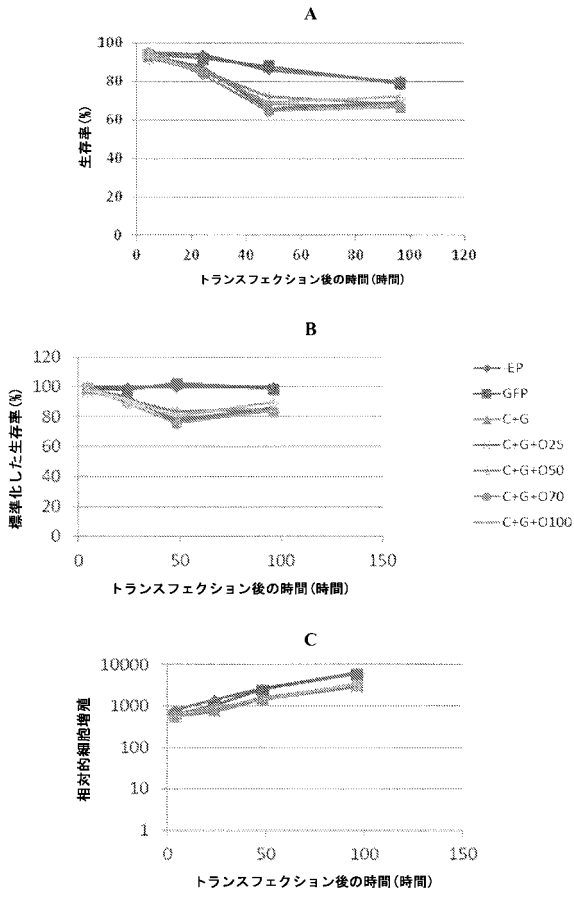 A
100
80
60
40
20
0
生存率(%)
0 20 40 60 80 100 120
トランスフェクション後の時間(時間)
B
120
100
80
60
40
20
0
標準化した生存率(%)
0 50 100 150
トランスフェクション後の時間(時間)
EP
GFP
C+G
C+G+O25
C+G+O50
C+G+O70
C+G+O100
C
10000
1000
100
10
1
相対的細胞増殖
0 50 100 150
トランスフェクション後の時間(時間)